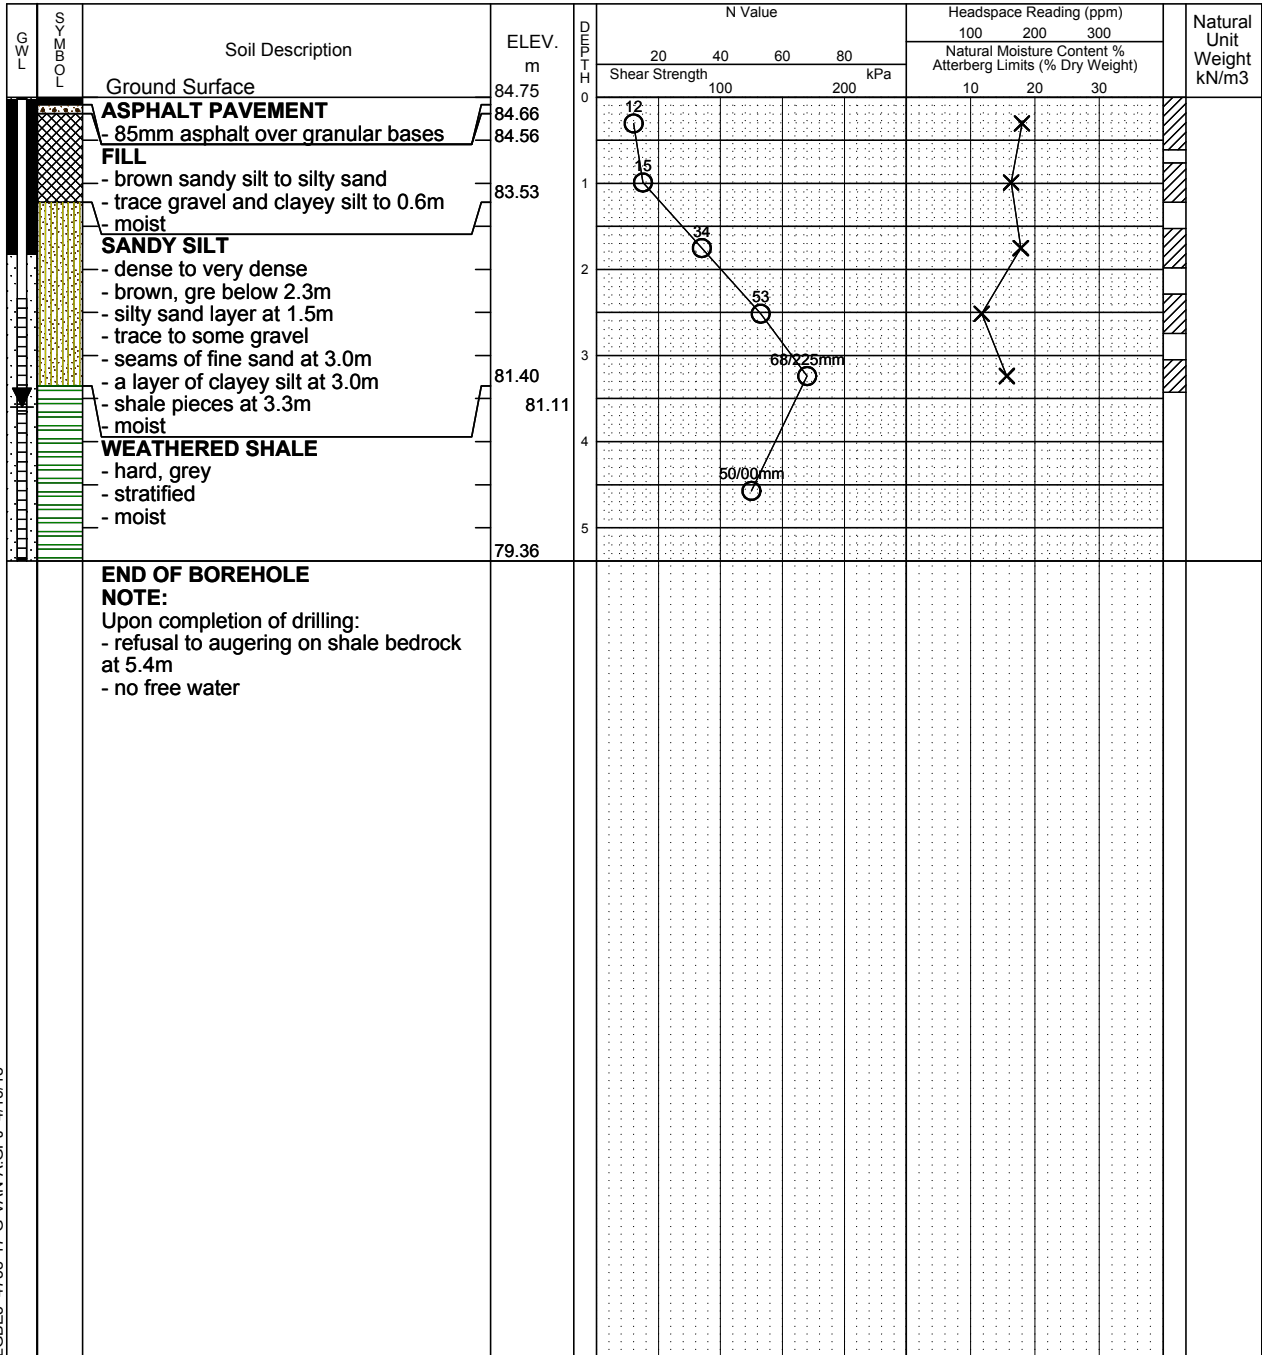 GWL
SYMBOL
Soil Description
Ground Surface
ELEV.
m
DEPTH
N Value
20 40 60 80
Shear Strength kPa
100 200
Headspace Reading (ppm)
100 200 300
Natural Moisture Content %
Atterberg Limits (% Dry Weight)
10 20 30
Natural
Unit
Weight
kN/m3
84.75
0
ASPHALT PAVEMENT
84.66
- 85mm asphalt over granular bases
84.56
FILL
- brown sandy silt to silty sand
83.53
- trace gravel and clayey silt to 0.6m
- moist
SANDY SILT
- dense to very dense
- brown, gre below 2.3m
- silty sand layer at 1.5m
- trace to some gravel
- seams of fine sand at 3.0m
- a layer of clayey silt at 3.0m
81.40
- shale pieces at 3.3m
81.11
- moist
WEATHERED SHALE
- hard, grey
- stratified
- moist
79.36
12
15
1
34
2
53
3
68/225mm
4
50/00mm
5
END OF BOREHOLE
NOTE:
Upon completion of drilling:
- refusal to augering on shale bedrock
at 5.4m
- no free water